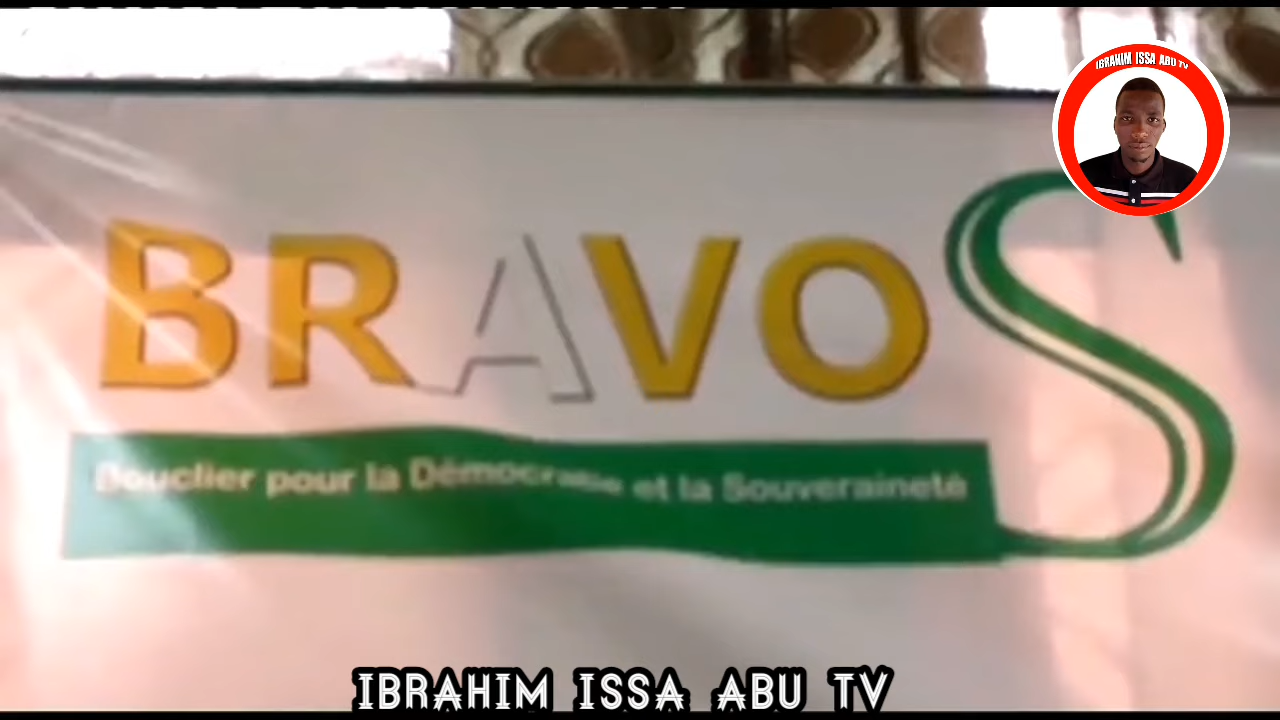 IBRAHIM ISSA ABU TV
BRAVOS
Bouclier pour la Démocratie et la Souveraineté
IBRAHIM ISSA ABU TV